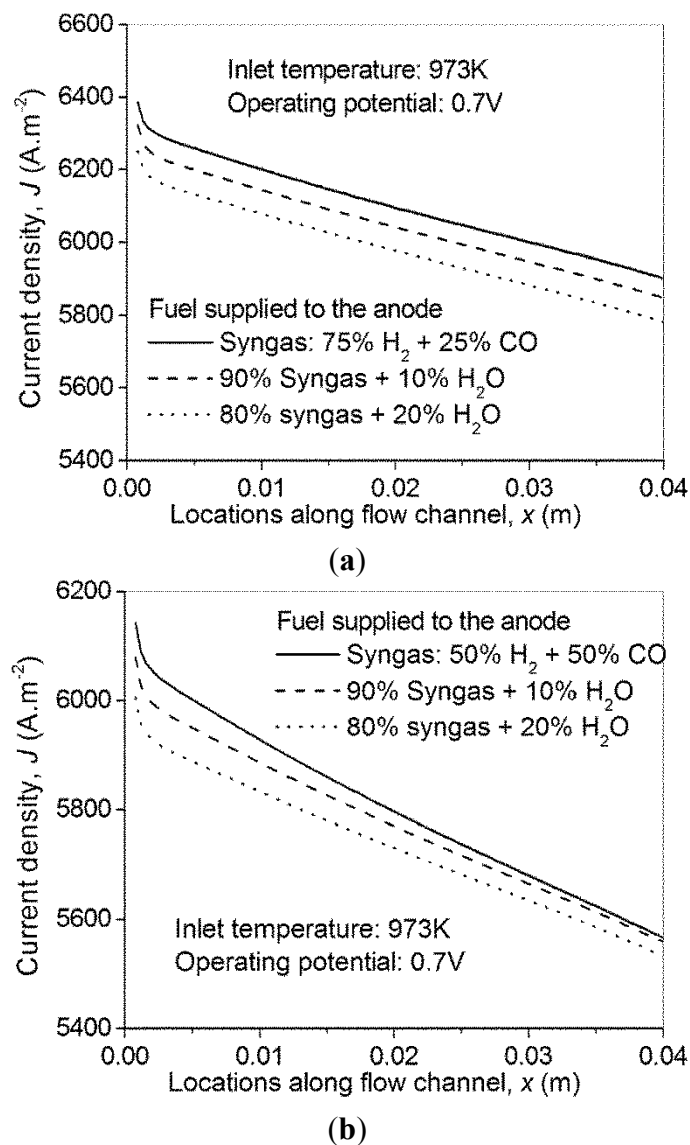 6600
6400
6200
6000
5800
5600
5400
Current density, J (A.m⁻²)
Inlet temperature: 973K
Operating potential: 0.7V
Fuel supplied to the anode
Syngas: 75% H₂ + 25% CO
90% Syngas + 10% H₂O
80% syngas + 20% H₂O
0.00 0.01 0.02 0.03 0.04
Locations along flow channel, x (m)
(a)
6200
6000
5800
5600
5400
Current density, J (A.m⁻²)
Fuel supplied to the anode
Syngas: 50% H₂ + 50% CO
90% Syngas + 10% H₂O
80% syngas + 20% H₂O
Inlet temperature: 973K
Operating potential: 0.7V
0.00 0.01 0.02 0.03 0.04
Locations along flow channel, x (m)
(b)